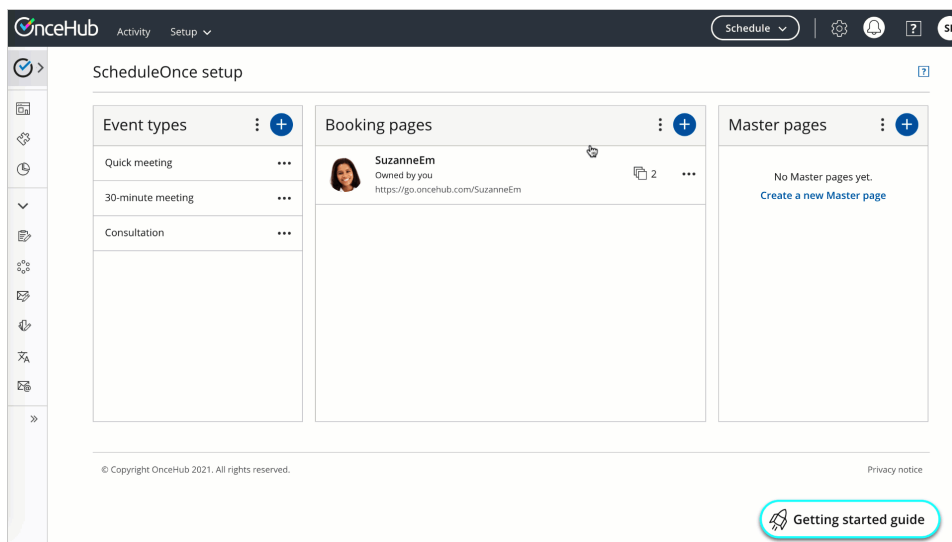 OnceHub
Activity
Setup
Schedule
?
ScheduleOnce setup
?
Event types
Quick meeting
30-minute meeting
Consultation
Booking pages
SuzanneEm
Owned by you
https://go.oncehub.com/SuzanneEm
2
Master pages
No Master pages yet.
Create a new Master page
© Copyright OnceHub 2021. All rights reserved.
Privacy notice
Getting started guide